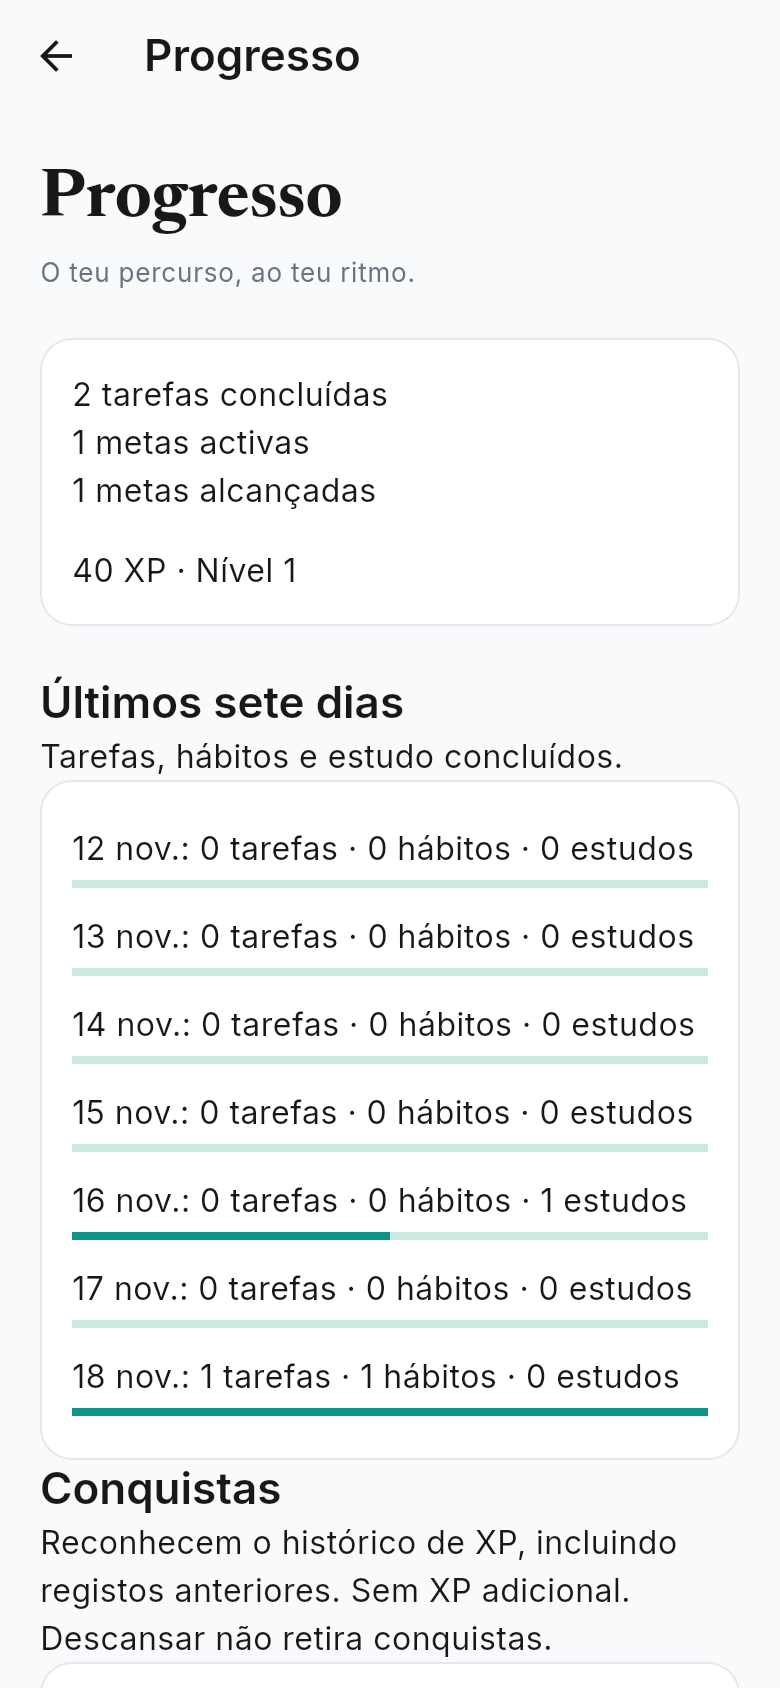 Progresso
Progresso
O teu percurso, ao teu ritmo.
2 tarefas concluídas
1 metas activas
1 metas alcançadas
40 XP · Nível 1
Últimos sete dias
Tarefas, hábitos e estudo concluídos.
12 nov.: 0 tarefas · 0 hábitos · 0 estudos
13 nov.: 0 tarefas · 0 hábitos · 0 estudos
14 nov.: 0 tarefas · 0 hábitos · 0 estudos
15 nov.: 0 tarefas · 0 hábitos · 0 estudos
16 nov.: 0 tarefas · 0 hábitos · 1 estudos
17 nov.: 0 tarefas · 0 hábitos · 0 estudos
18 nov.: 1 tarefas · 1 hábitos · 0 estudos
Conquistas
Reconhecem o histórico de XP, incluindo
registos anteriores. Sem XP adicional.
Descansar não retira conquistas.